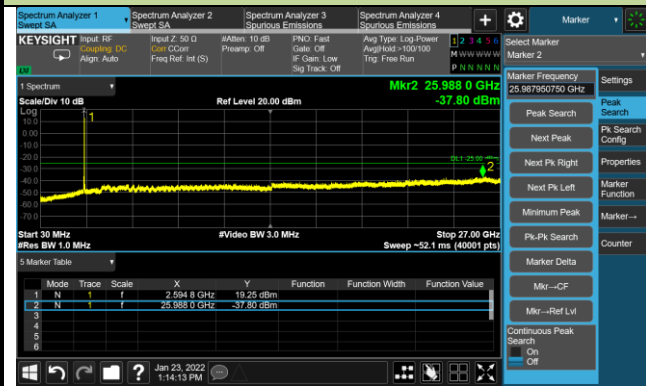 Spectrum Analyzer 1
Swept SA
Spectrum Analyzer 2
Swept SA
Spectrum Analyzer 3
Spurious Emissions
Spectrum Analyzer 4
Spurious Emissions
+
Marker
KEYSIGHT
Input: RF
Coupling: DC
Align: Auto
Input Z: 50 Ω
Corr CCorr
Freq Ref: Int (S)
#Atten: 10 dB
Preamp: Off
PNO: Fast
Gate: Off
IF Gain: Low
Sig Track: Off
Avg Type: Log-Power
Avg|Hold:>100/100
Trig: Free Run
1 2 3 4 5 6
M W W W W W
P N N N N N
Select Marker
Marker 2
1 Spectrum
Mkr2 25.988 0 GHz
Scale/Div 10 dB
Ref Level 20.00 dBm
-37.80 dBm
Log
10.0
0.00
-10.0
-20.0
-30.0
-40.0
-50.0
-60.0
-70.0
1
DL1 -25.00
2
Start 30 MHz
#Video BW 3.0 MHz
Stop 27.00 GHz
#Res BW 1.0 MHz
Sweep ~52.1 ms (40001 pts)
5 Marker Table
Mode Trace Scale X Y Function Function Width Function Value
1 N 1 f 2.594 8 GHz 19.25 dBm
2 N 1 f 25.988 0 GHz -37.80 dBm
3
4
5
6
Marker Frequency
25.987950750 GHz
Peak Search
Next Peak
Next Pk Right
Next Pk Left
Minimum Peak
Pk-Pk Search
Marker Delta
Mkr→CF
Mkr→Ref Lvl
Continuous Peak
Search
On
Off
Settings
Peak
Search
Pk Search
Config
Properties
Marker
Function
Marker→
Counter
?
Jan 23, 2022
1:14:13 PM